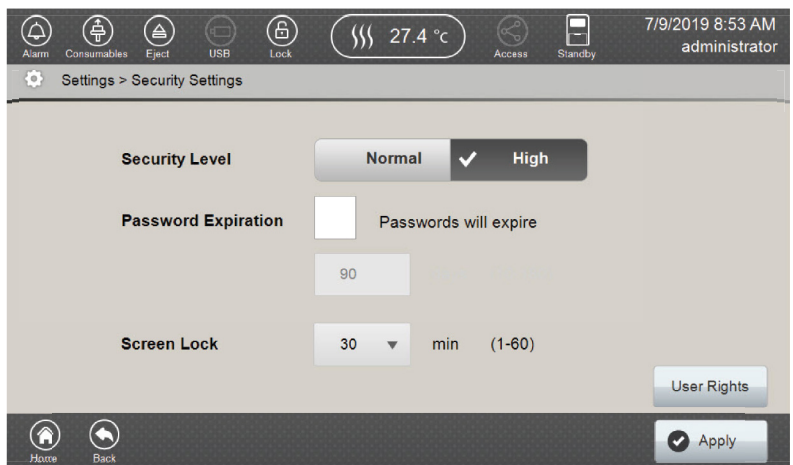 7/9/2019 8:53 AM
27.4 °c
administrator
Alarm Consumables Eject USB Lock Access Standby
Settings > Security Settings
Security Level Normal High
Password Expiration Passwords will expire
90
Screen Lock 30 min (1-60)
User Rights
Apply
Home Back